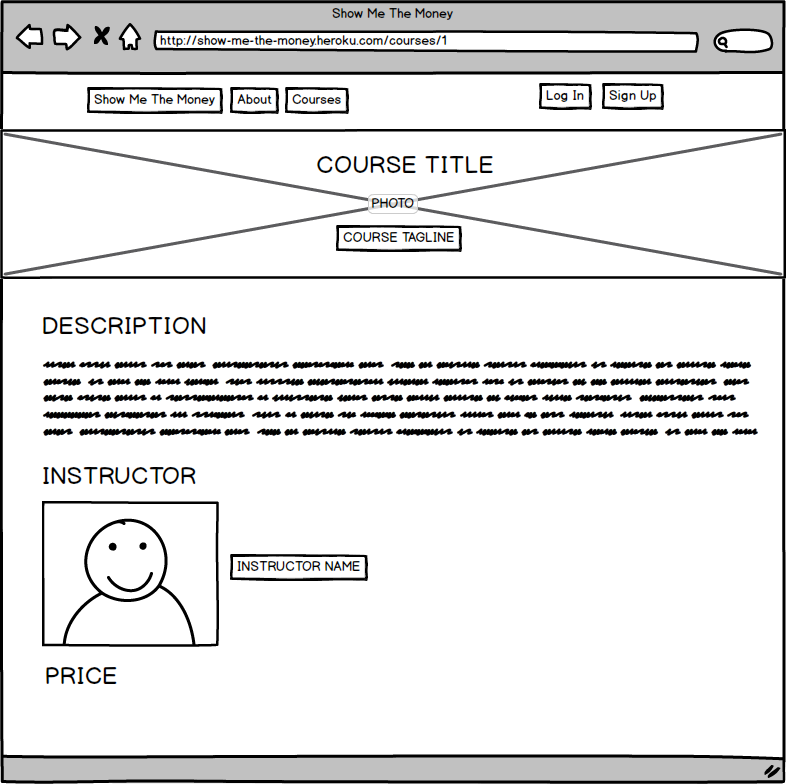 Show Me The Money
http://show-me-the-money.heroku.com/courses/1
Show Me The Money About Courses Log In Sign Up
COURSE TITLE
PHOTO
COURSE TAGLINE
DESCRIPTION
INSTRUCTOR
INSTRUCTOR NAME
PRICE